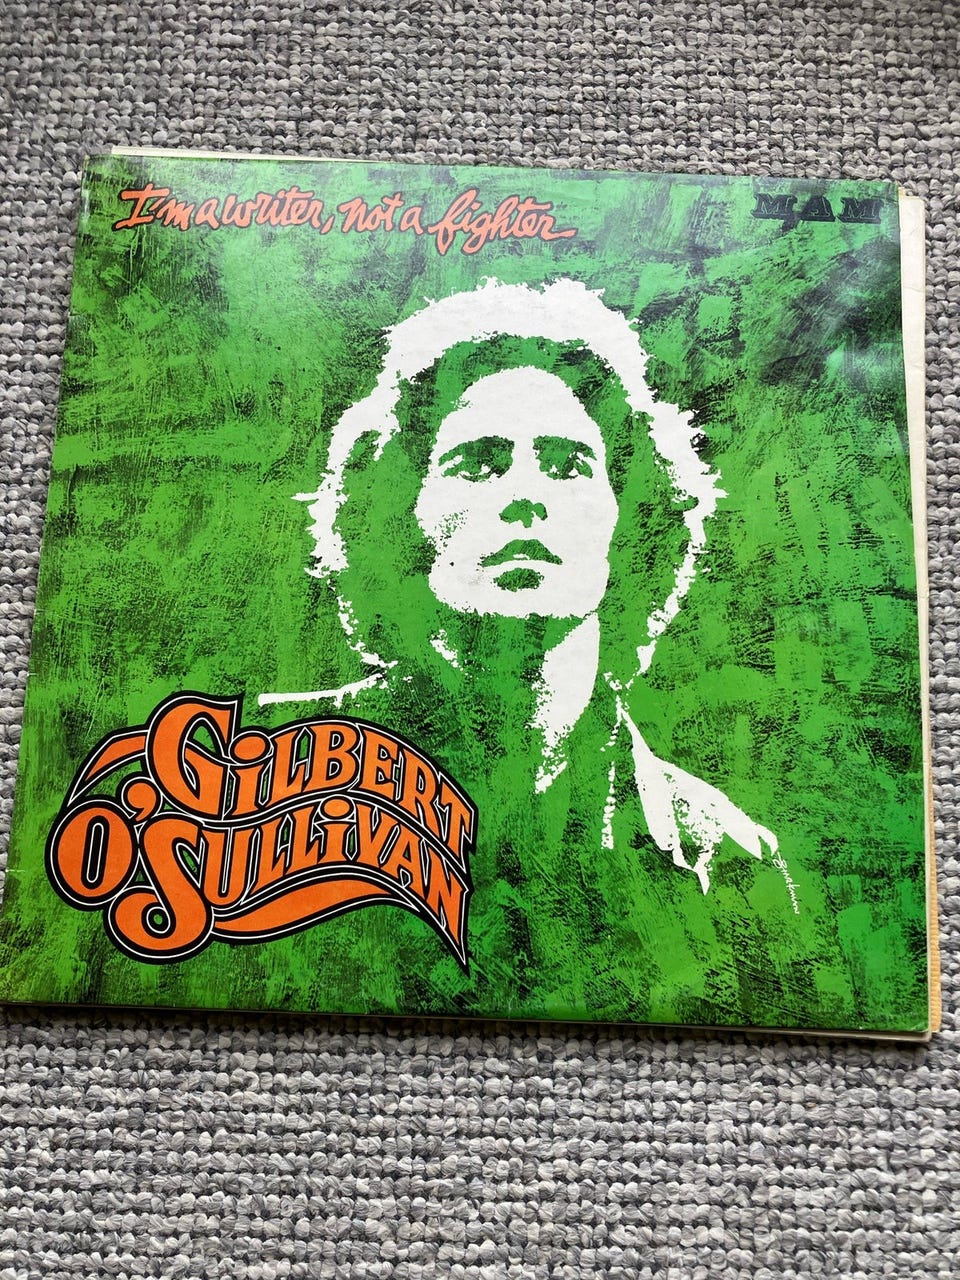 I'm a writer, not a fighter
MAM
GiLBERT
O'SULLiVAN